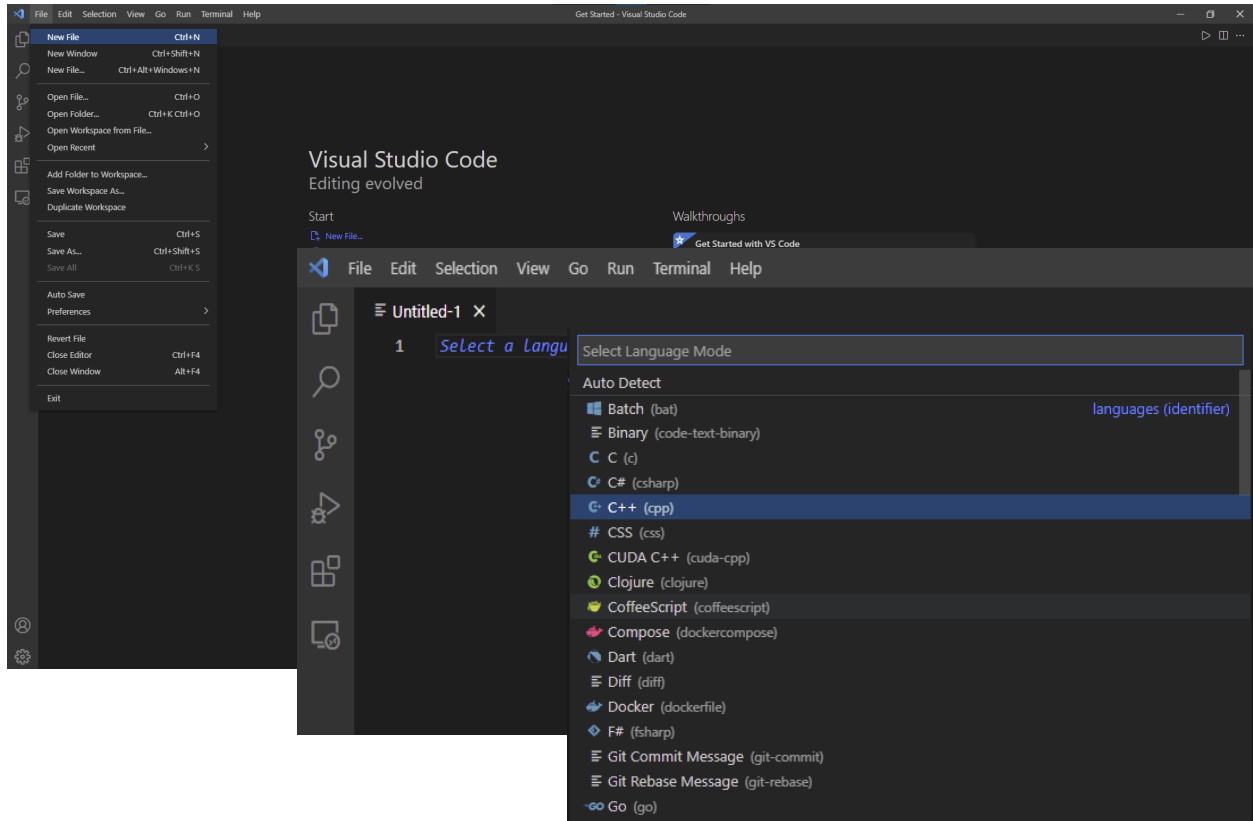 File Edit Selection View Go Run Terminal Help
Get Started - Visual Studio Code
New File Ctrl+N
New Window Ctrl+Shift+N
New File... Ctrl+Alt+Windows+N
Open File... Ctrl+O
Open Folder... Ctrl+K Ctrl+O
Open Workspace from File...
Open Recent
Add Folder to Workspace...
Save Workspace As...
Duplicate Workspace
Save Ctrl+S
Save As... Ctrl+Shift+S
Save All Ctrl+K S
Auto Save
Preferences
Revert File
Close Editor Ctrl+F4
Close Window Alt+F4
Exit
Visual Studio Code
Editing evolved
Start
New File...
Walkthroughs
Get Started with VS Code
File Edit Selection View Go Run Terminal Help
Untitled-1
1 Select a langu
Select Language Mode
Auto Detect
Batch (bat) languages (identifier)
Binary (code-text-binary)
C (c)
C# (csharp)
C++ (cpp)
CSS (css)
CUDA C++ (cuda-cpp)
Clojure (clojure)
CoffeeScript (coffeescript)
Compose (dockercompose)
Dart (dart)
Diff (diff)
Docker (dockerfile)
F# (fsharp)
Git Commit Message (git-commit)
Git Rebase Message (git-rebase)
Go (go)